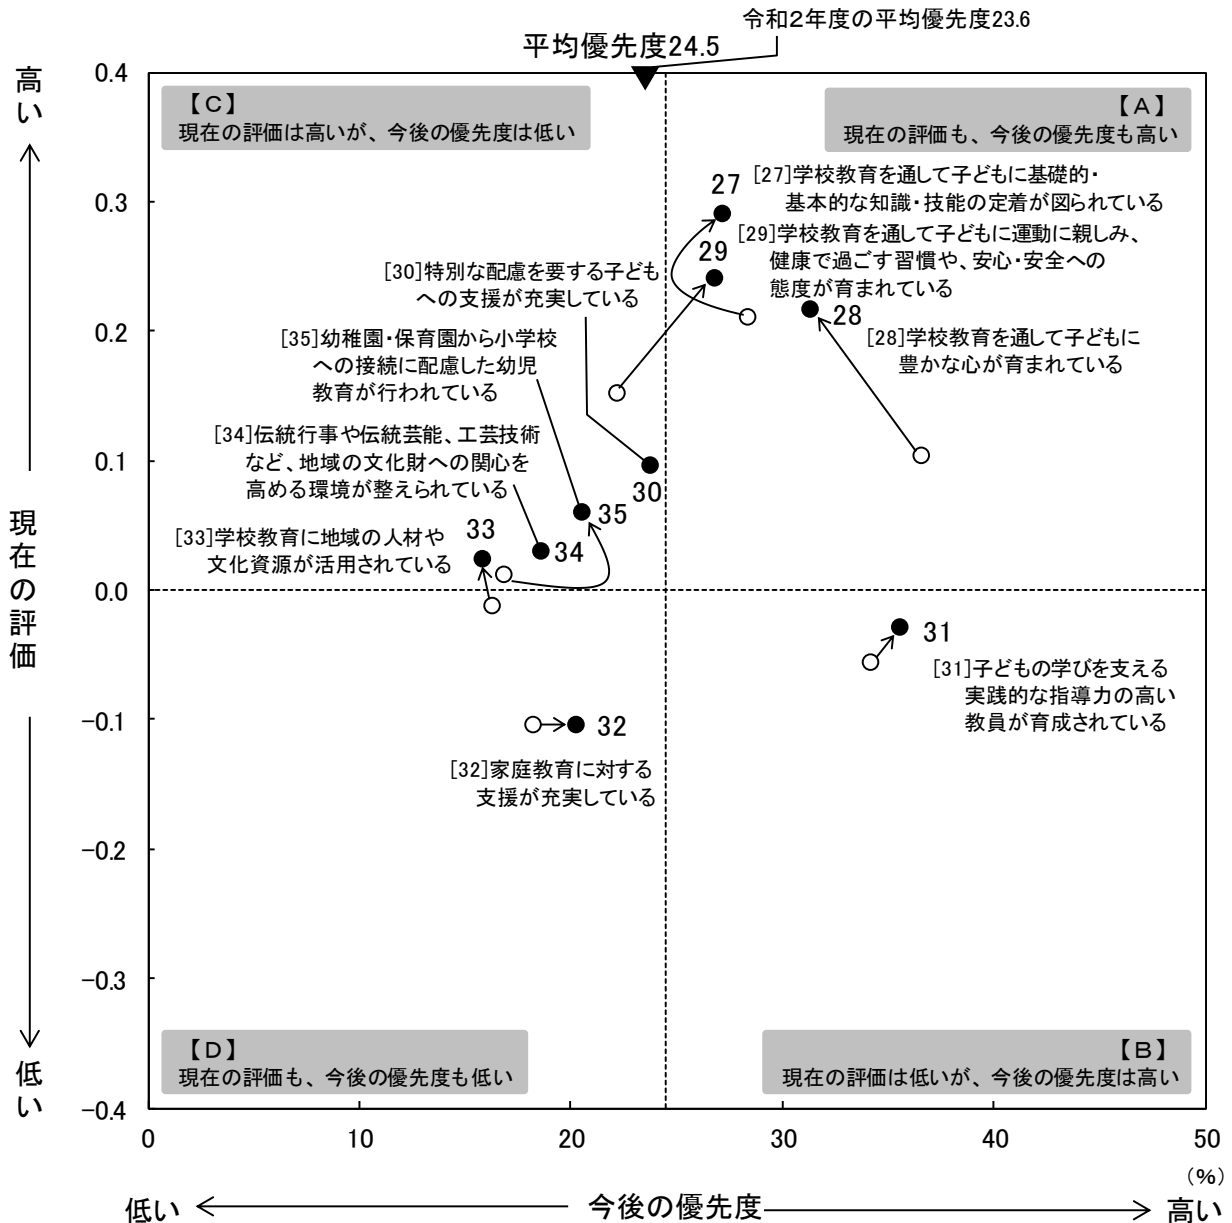 令和2年度の平均優先度23.6
平均優先度24.5
高い
現在の評価
低い
0.4
0.3
0.2
0.1
0.0
−0.1
−0.2
−0.3
−0.4
【C】
現在の評価は高いが、今後の優先度は低い
【A】
現在の評価も、今後の優先度も高い
27
[27]学校教育を通して子どもに基礎的・
基本的な知識・技能の定着が図られている
29
[29]学校教育を通して子どもに運動に親しみ、
健康で過ごす習慣や、安心・安全への
態度が育まれている
28
[28]学校教育を通して子どもに
豊かな心が育まれている
[30]特別な配慮を要する子ども
への支援が充実している
30
[35]幼稚園・保育園から小学校
への接続に配慮した幼児
教育が行われている
35
[34]伝統行事や伝統芸能、工芸技術
など、地域の文化財への関心を
高める環境が整えられている
34
33
[33]学校教育に地域の人材や
文化資源が活用されている
31
[31]子どもの学びを支える
実践的な指導力の高い
教員が育成されている
32
[32]家庭教育に対する
支援が充実している
【D】
現在の評価も、今後の優先度も低い
【B】
現在の評価は低いが、今後の優先度は高い
0
10
20
30
40
50
(%)
低い
今後の優先度
高い